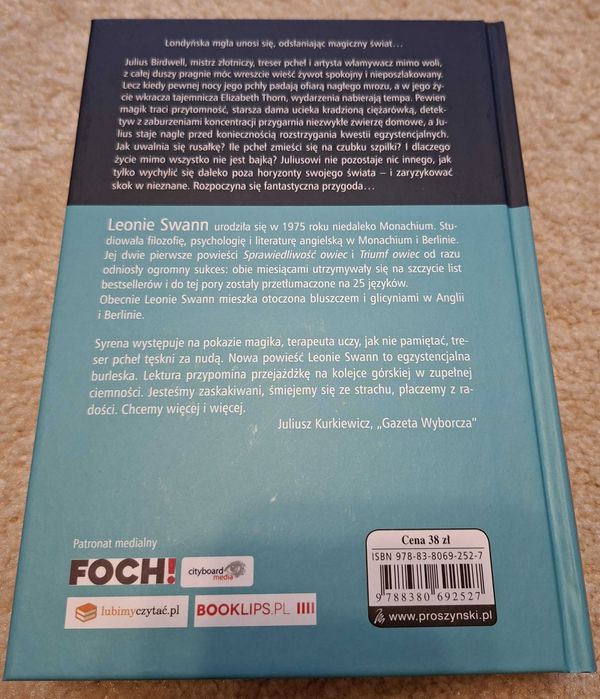 Londyńska mgła unosi się, odsłaniając magiczny świat...
Julius Birdwell, mistrz złotniczy, treser pcheł i artysta włamywacz mimo woli,
z całej duszy pragnie móc wreszcie wieść żywot spokojny i nieposzlakowany.
Lecz kiedy pewnej nocy jego pchły padają ofiarą nagłego mrozu, a w jego ży-
cie wkracza tajemnicza Elizabeth Thorn, wydarzenia nabierają tempa. Pewien
magik traci przytomność, starsza dama ucieka kradzioną ciężarówką, detek-
tyw z zaburzeniami koncentracji przygarnia niezwykłe zwierzę domowe, a Ju-
lius staje nagle przed koniecznością rozstrzygania kwestii egzystencjalnych.
Jak uwalnia się rusałkę? Ile pcheł zmieści się na czubku szpilki? I dlaczego
życie mimo wszystko nie jest bajką? Juliusowi nie pozostaje nic innego, jak
tylko wychylić się daleko poza horyzonty swojego świata – i zaryzykować
skok w nieznane. Rozpoczyna się fantastyczna przygoda...
Leonie Swann urodziła się w 1975 roku niedaleko Monachium. Stu-
diowała filozofię, psychologię i literaturę angielską w Monachium i Berlinie.
Jej dwie pierwsze powieści Sprawiedliwość owiec i Triumf owiec od razu
odniosły ogromny sukces: obie miesiącami utrzymywały się na szczycie list
bestsellerów i do tej pory zostały przetłumaczone na 25 języków.
Obecnie Leonie Swann mieszka otoczona bluszczem i glicyniami w Anglii
i Berlinie.
Syrena występuje na pokazie magika, terapeuta uczy, jak nie pamiętać, tre-
ser pcheł tęskni za nudą. Nowa powieść Leonie Swann to egzystencjalna
burleska. Lektura przypomina przejażdżkę na kolejce górskiej w zupełnej
ciemności. Jesteśmy zaskakiwani, śmiejemy się ze strachu, płaczemy z ra-
dości. Chcemy więcej i więcej.
Juliusz Kurkiewicz, „Gazeta Wyborcza“
Patronat medialny
FOCH!
cityboard
media
lubimyczytać.pl
BOOKLIPS.PL
Cena 38 zł
ISBN 978-83-8069-252-7
9 788380 692527
www.proszynski.pl